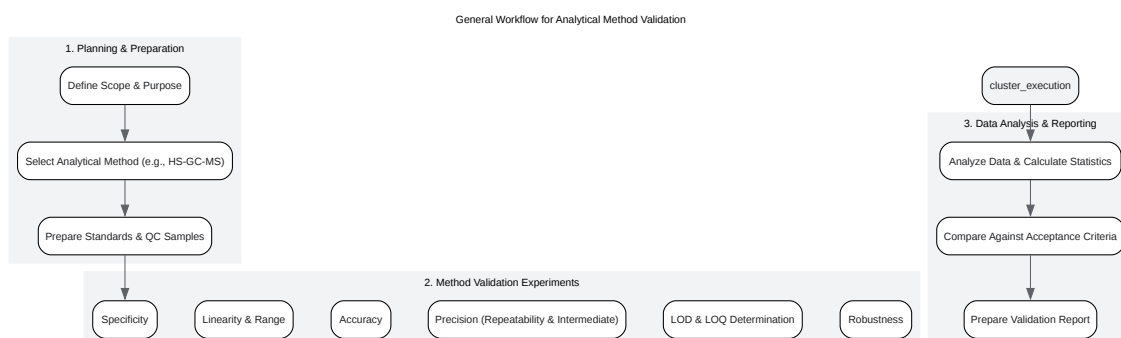 General Workflow for Analytical Method Validation
1. Planning & Preparation
Define Scope & Purpose
Select Analytical Method (e.g., HS-GC-MS)
Prepare Standards & QC Samples
2. Method Validation Experiments
Specificity
Linearity & Range
Accuracy
Precision (Repeatability & Intermediate)
LOD & LOQ Determination
Robustness
cluster_execution
3. Data Analysis & Reporting
Analyze Data & Calculate Statistics
Compare Against Acceptance Criteria
Prepare Validation Report